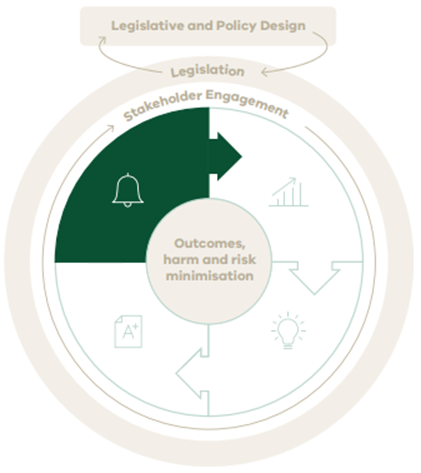 Legislative and Policy Design
Legislation
Stakeholder Engagement
Outcomes,
harm and risk
minimisation
A+